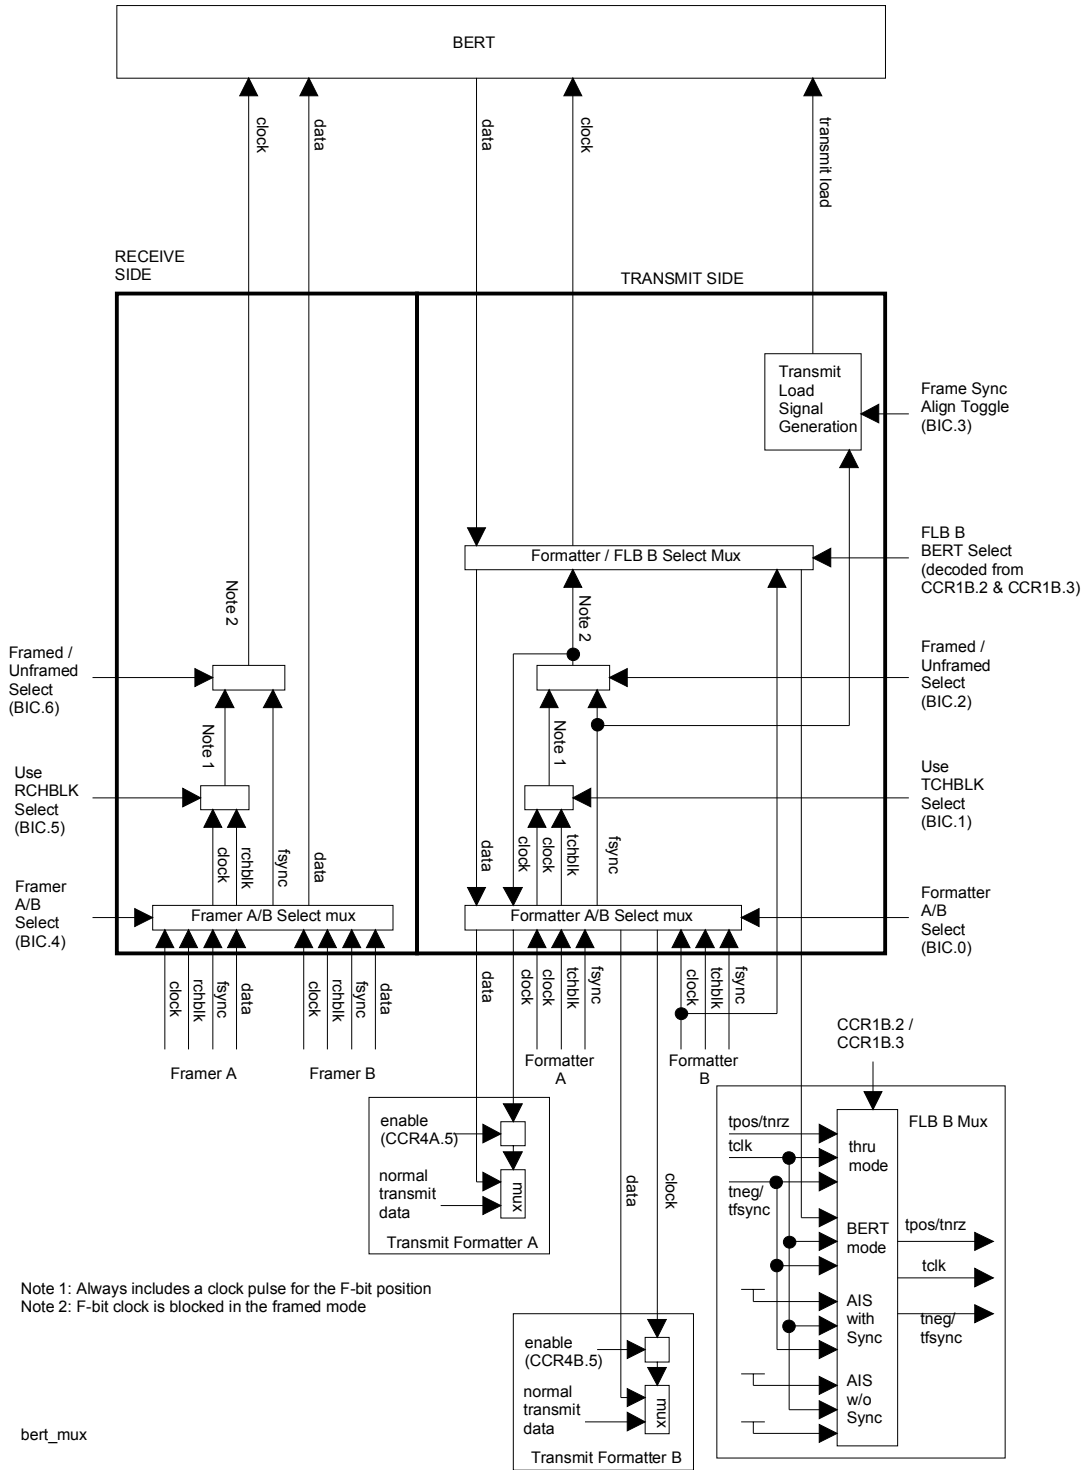 BERT
clock
data
data
clock
transmit load
RECEIVE
SIDE
TRANSMIT SIDE
Transmit
Load
Signal
Generation
Frame Sync
Align Toggle
(BIC.3)
Formatter / FLB B Select Mux
FLB B
BERT Select
(decoded from
CCR1B.2 & CCR1B.3)
Note 2
Note 2
Framed /
Unframed
Select
(BIC.6)
Framed /
Unframed
Select
(BIC.2)
Note 1
Note 1
Use
RCHBLK
Select
(BIC.5)
Use
TCHBLK
Select
(BIC.1)
clock
rchblk
fsync
data
data
clock
clock
tchblk
fsync
Framer
A/B
Select
(BIC.4)
Framer A/B Select mux
Formatter A/B Select mux
Formatter
A/B
Select
(BIC.0)
clock
rchblk
fsync
data
clock
rchblk
fsync
data
data
clock
clock
tchblk
fsync
clock
tchblk
fsync
Framer A
Framer B
Formatter
A
Formatter
B
CCR1B.2 /
CCR1B.3
enable
(CCR4A.5)
normal
transmit
data
mux
Transmit Formatter A
data
clock
FLB B Mux
tpos/tnrz
tclk
tneg/
tfsync
thru
mode
BERT
mode
AIS
with
Sync
AIS
w/o
Sync
tpos/tnrz
tclk
tneg/
tfsync
Note 1: Always includes a clock pulse for the F-bit position
Note 2: F-bit clock is blocked in the framed mode
enable
(CCR4B.5)
normal
transmit
data
mux
Transmit Formatter B
bert_mux